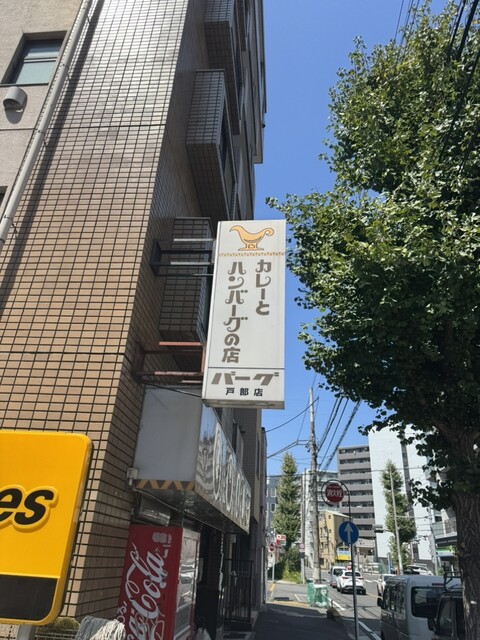 カレーと
ハンバーグの店
バーグ
戸部店
es
Coca-Cola